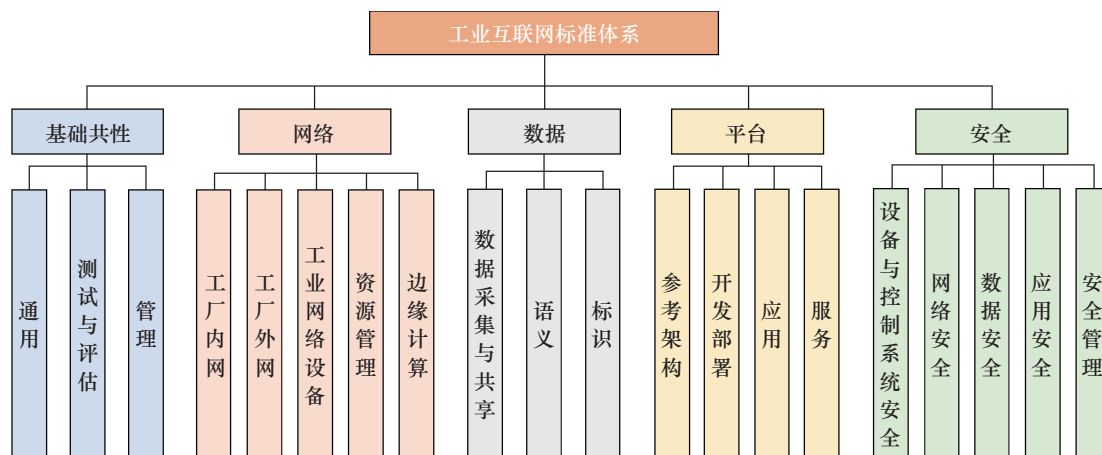 工业互联网标准体系
基础共性
网络
数据
平台
安全
通用
测试与评估
管理
工厂内网
工厂外网
工业网络设备
资源管理
边缘计算
数据采集与共享
语义
标识
参考架构
开发部署
应用
服务
设备与控制系统安全
网络安全
数据安全
应用安全
安全管理